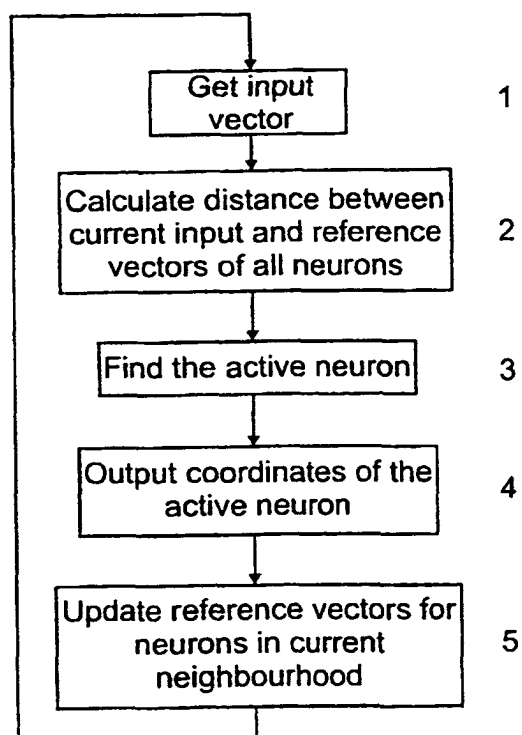 Get input
vector
1
Calculate distance between
current input and reference
vectors of all neurons
2
Find the active neuron
3
Output coordinates of the
active neuron
4
Update reference vectors for
neurons in current
neighbourhood
5